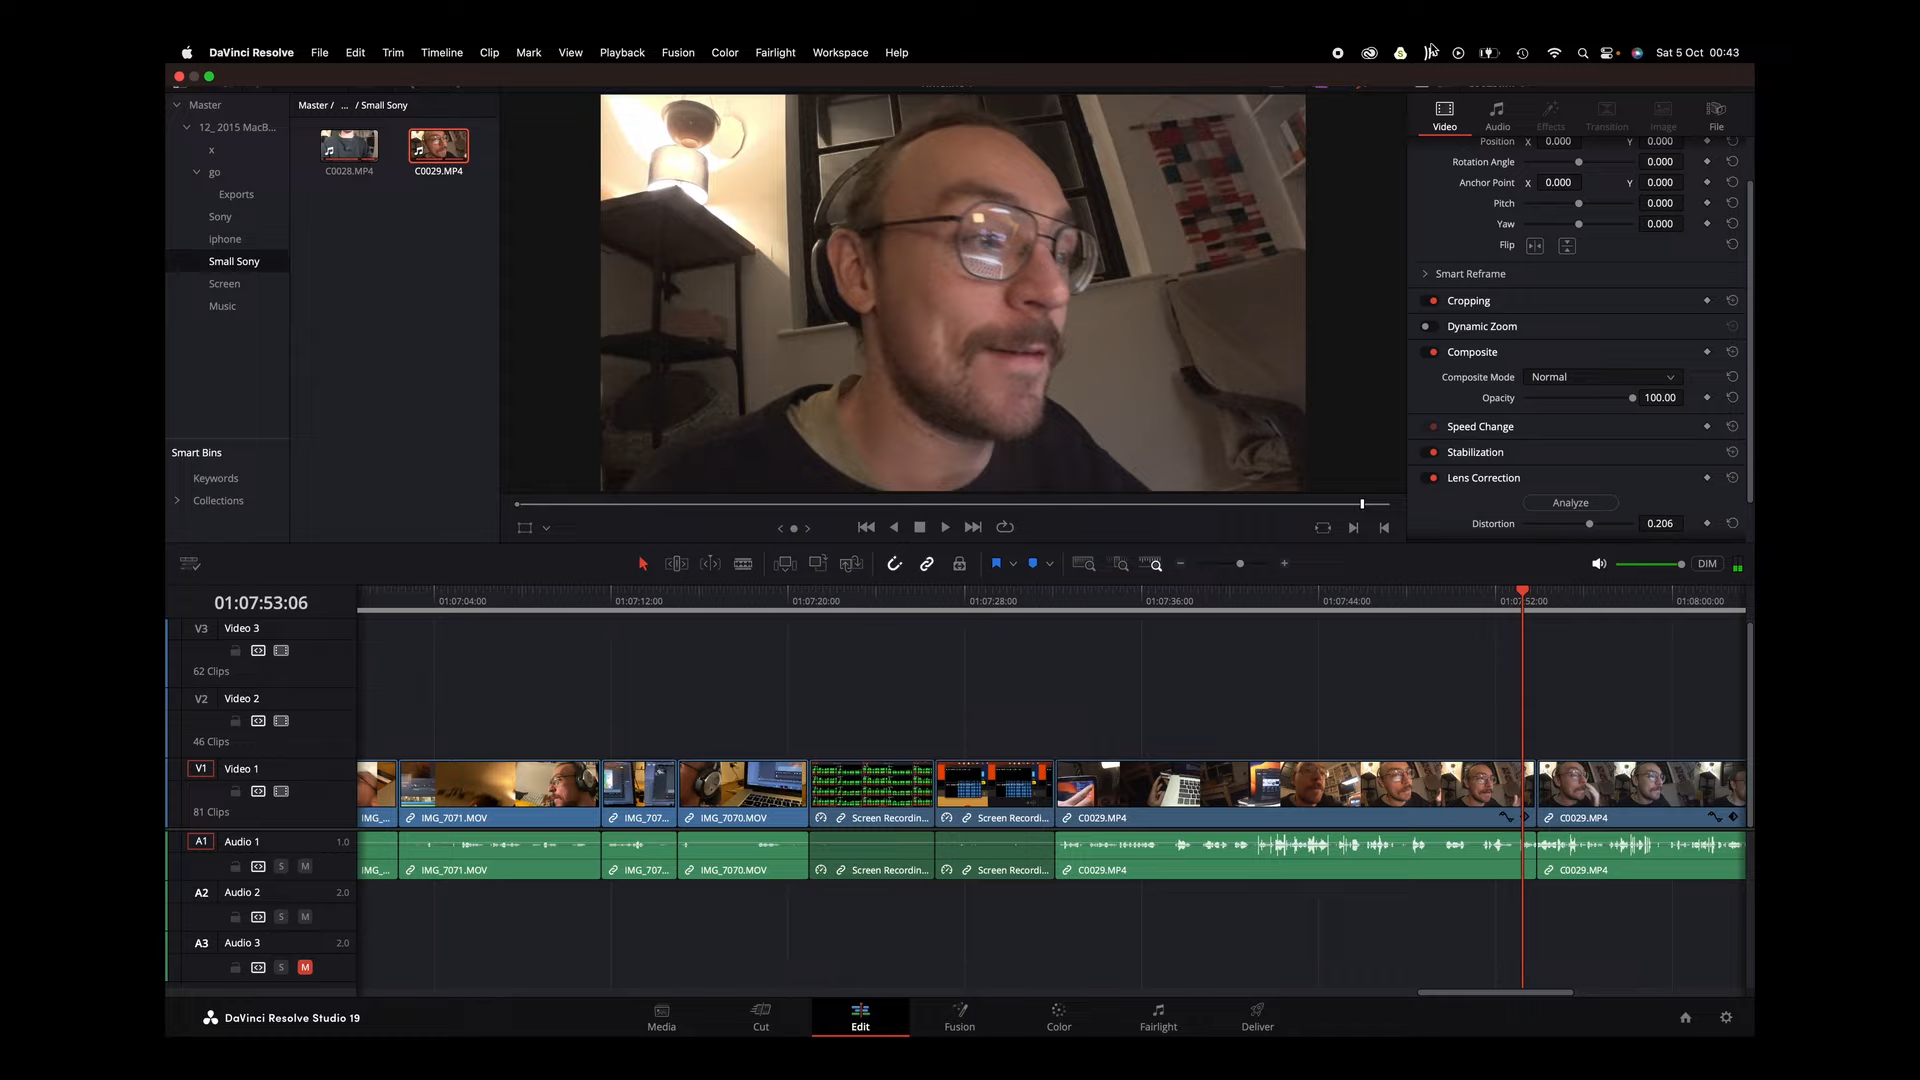 DaVinci Resolve File Edit Trim Timeline Clip Mark View Playback Fusion Color Fairlight Workspace Help Sat 5 Oct 00:43
Master
12_ 2015 MacB...
x
go
Exports
Sony
iphone
Small Sony
Screen
Music
Smart Bins
Keywords
Collections
Master / ... / Small Sony
C0028.MP4 C0029.MP4
Video Audio Effects Transition Image File
Position X 0.000 Y 0.000
Rotation Angle 0.000
Anchor Point X 0.000 Y 0.000
Pitch 0.000
Yaw 0.000
Flip
Smart Reframe
Cropping
Dynamic Zoom
Composite
Composite Mode Normal
Opacity 100.00
Speed Change
Stabilization
Lens Correction
Analyze
Distortion 0.206
DIM
01:07:53:06
01:07:04:00 01:07:12:00 01:07:20:00 01:07:28:00 01:07:36:00 01:07:44:00 01:07:52:00 01:08:00:00
V3 Video 3
62 Clips
V2 Video 2
46 Clips
V1 Video 1
81 Clips
IMG_... IMG_7071.MOV IMG_707... IMG_7070.MOV Screen Recordin... Screen Recordi... C0029.MP4 C0029.MP4
A1 Audio 1 1.0
S M
IMG_... IMG_7071.MOV IMG_707... IMG_7070.MOV Screen Recordin... Screen Recordi... C0029.MP4 C0029.MP4
A2 Audio 2 2.0
S M
A3 Audio 3 2.0
S M
DaVinci Resolve Studio 19
Media Cut Edit Fusion Color Fairlight Deliver